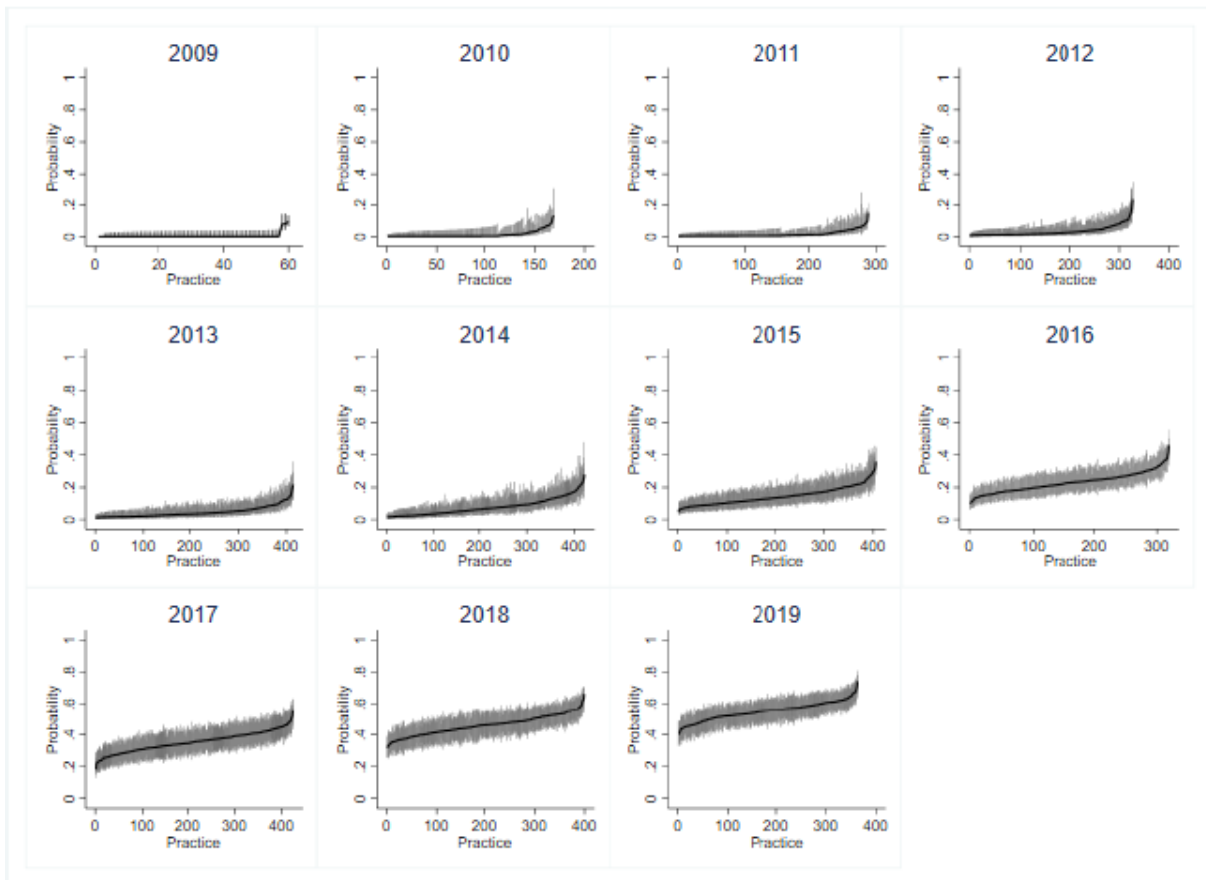 2009
2010
2011
2012
1
.8
.6
.4
.2
0
Probability
0 20 40 60
Practice
1
.8
.6
.4
.2
0
Probability
0 50 100 150 200
Practice
1
.8
.6
.4
.2
0
Probability
0 100 200 300
Practice
1
.8
.6
.4
.2
0
Probability
0 100 200 300 400
Practice
2013
2014
2015
2016
1
.8
.6
.4
.2
0
Probability
0 100 200 300 400
Practice
1
.8
.6
.4
.2
0
Probability
0 100 200 300 400
Practice
1
.8
.6
.4
.2
0
Probability
0 100 200 300 400
Practice
1
.8
.6
.4
.2
0
Probability
0 100 200 300
Practice
2017
2018
2019
1
.8
.6
.4
.2
0
Probability
0 100 200 300 400
Practice
1
.8
.6
.4
.2
0
Probability
0 100 200 300 400
Practice
1
.8
.6
.4
.2
0
Probability
0 100 200 300 400
Practice